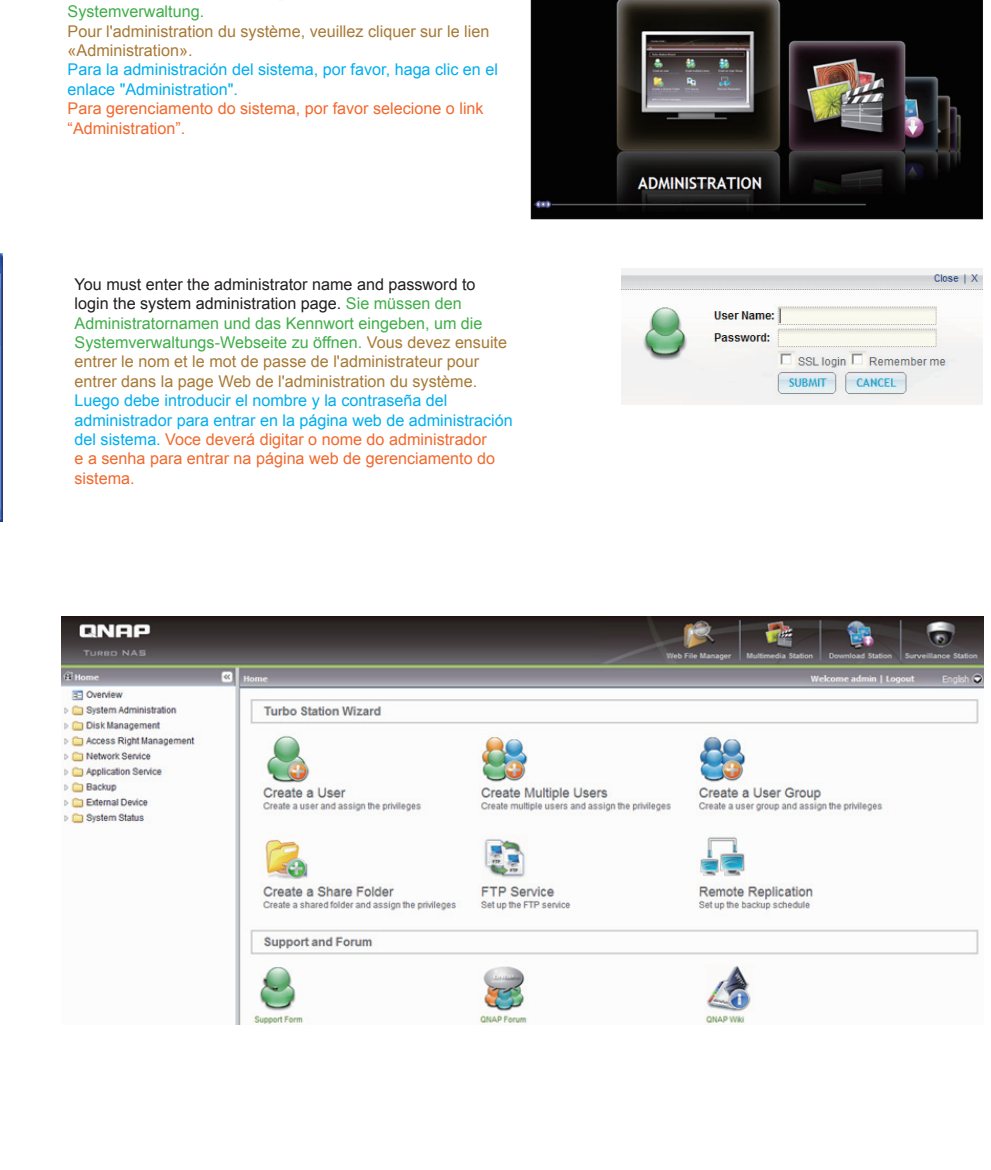 Systemverwaltung.
Pour l'administration du système, veuillez cliquer sur le lien
«Administration».
Para la administración del sistema, por favor, haga clic en el
enlace "Administration".
Para gerenciamento do sistema, por favor selecione o link
“Administration”.
ADMINISTRATION
You must enter the administrator name and password to
login the system administration page. Sie müssen den
Administratornamen und das Kennwort eingeben, um die
Systemverwaltungs-Webseite zu öffnen. Vous devez ensuite
entrer le nom et le mot de passe de l'administrateur pour
entrer dans la page Web de l'administration du système.
Luego debe introducir el nombre y la contraseña del
administrador para entrar en la página web de administración
del sistema. Voce deverá digitar o nome do administrador
e a senha para entrar na página web de gerenciamento do
sistema.
Close | X
User Name:
Password:
SSL login Remember me
SUBMIT CANCEL
QNAP
TURBO NAS
Web File Manager Multimedia Station Download Station Surveillance Station
Home
Home Welcome admin | Logout English
Overview
System Administration
Disk Management
Access Right Management
Network Service
Application Service
Backup
External Device
System Status
Turbo Station Wizard
Create a User Create Multiple Users Create a User Group
Create a user and assign the privileges Create multiple users and assign the privileges Create a user group and assign the privileges
FTP
FTP
Create a Share Folder FTP Service Remote Replication
Create a shared folder and assign the privileges Set up the FTP service Set up the backup schedule
Support and Forum
Support Form QNAP Forum QNAP Wiki